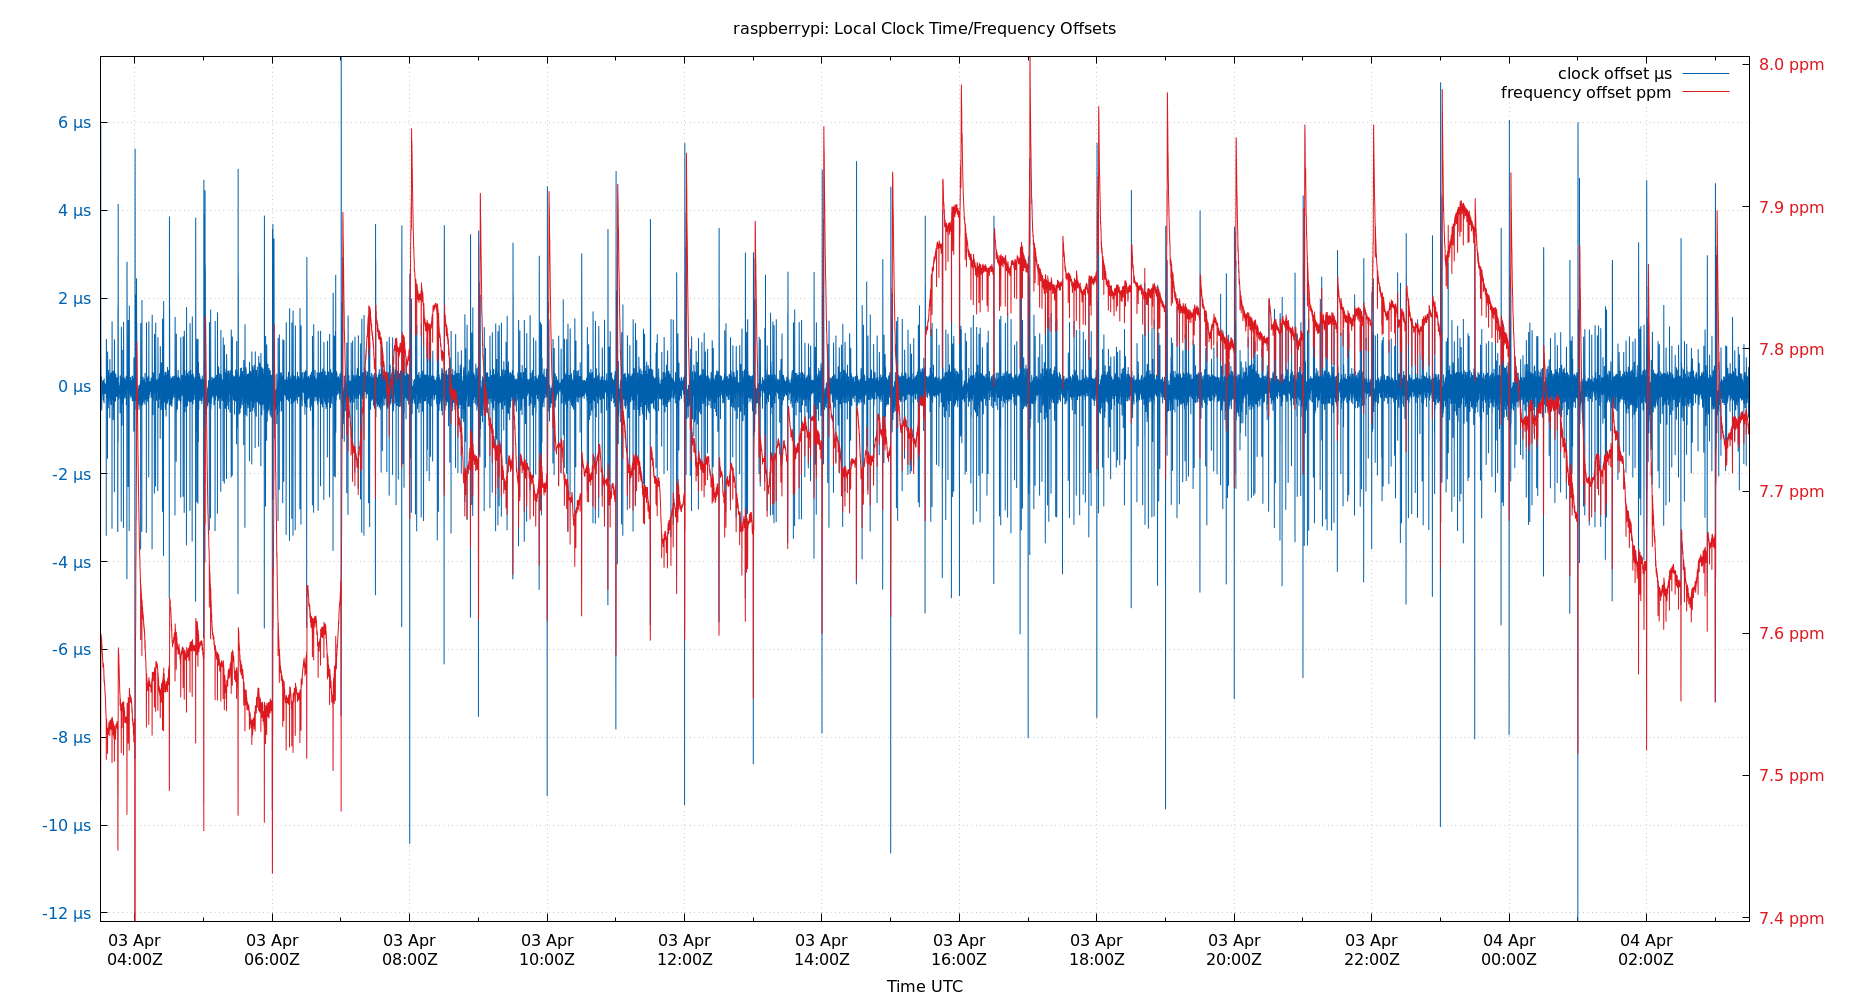 raspberrypi: Local Clock Time/Frequency Offsets
clock offset µs
frequency offset ppm
6 µs
4 µs
2 µs
0 µs
-2 µs
-4 µs
-6 µs
-8 µs
-10 µs
-12 µs
8.0 ppm
7.9 ppm
7.8 ppm
7.7 ppm
7.6 ppm
7.5 ppm
7.4 ppm
03 Apr 03 Apr 03 Apr 03 Apr 03 Apr 03 Apr 03 Apr 03 Apr 03 Apr 03 Apr 04 Apr 04 Apr
04:00Z 06:00Z 08:00Z 10:00Z 12:00Z 14:00Z 16:00Z 18:00Z 20:00Z 22:00Z 00:00Z 02:00Z
Time UTC